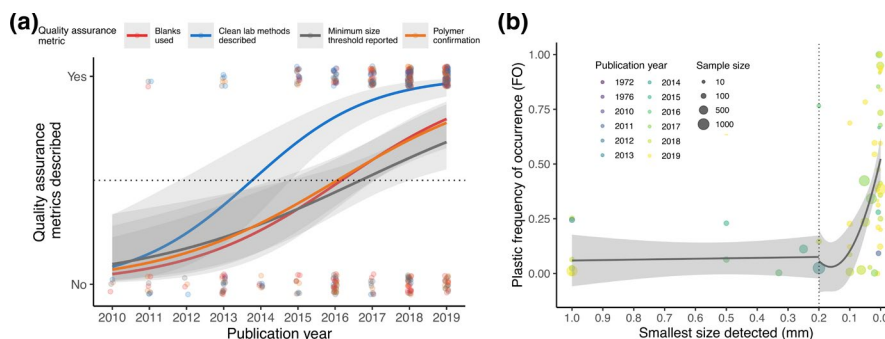 (a)
Quality assurance
metric
Blanks
used
Clean lab methods
described
Minimum size
threshold reported
Polymer
confirmation
Quality assurance
metrics described
Yes
No
2010 2011 2012 2013 2014 2015 2016 2017 2018 2019
Publication year
(b)
Plastic frequency of occurrence (FO)
1.00
0.75
0.50
0.25
0.00
Publication year
1972 2014
1976 2015
2010 2016
2011 2017
2012 2018
2013 2019
Sample size
10
100
500
1000
1.0 0.9 0.8 0.7 0.6 0.5 0.4 0.3 0.2 0.1 0.0
Smallest size detected (mm)